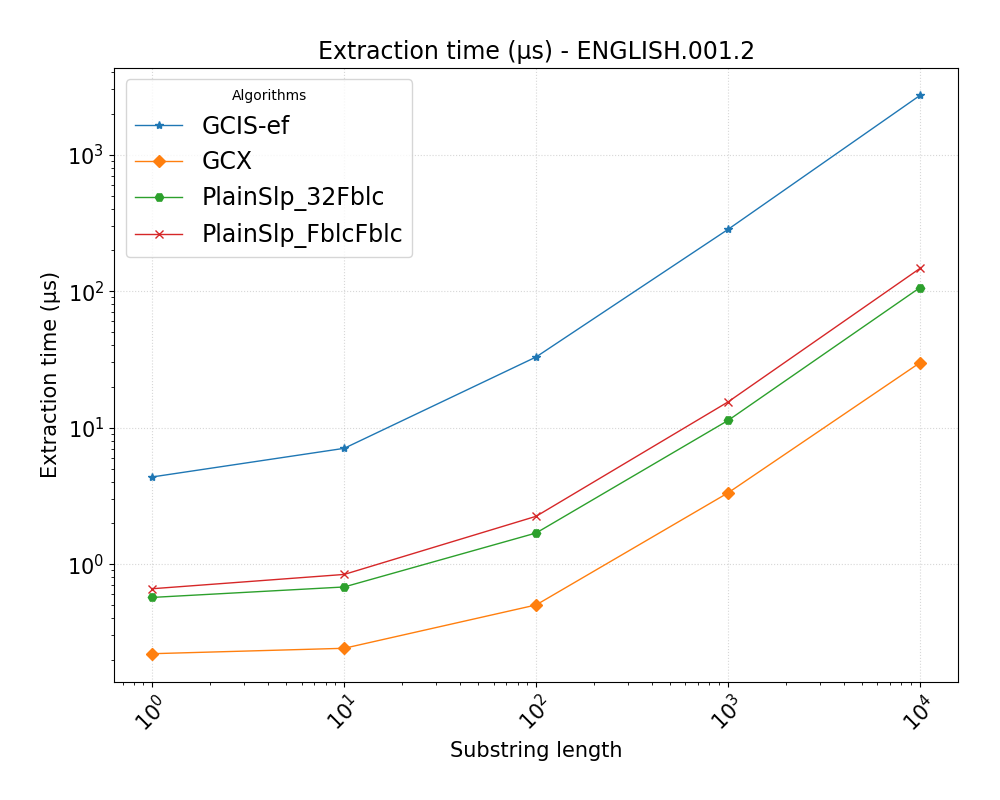 Extraction time (µs) - ENGLISH.001.2
Algorithms
GCIS-ef
GCX
PlainSlp_32Fblc
PlainSlp_FblcFblc
Extraction time (µs)
10³
10²
10¹
10⁰
10⁰ 10¹ 10² 10³ 10⁴
Substring length